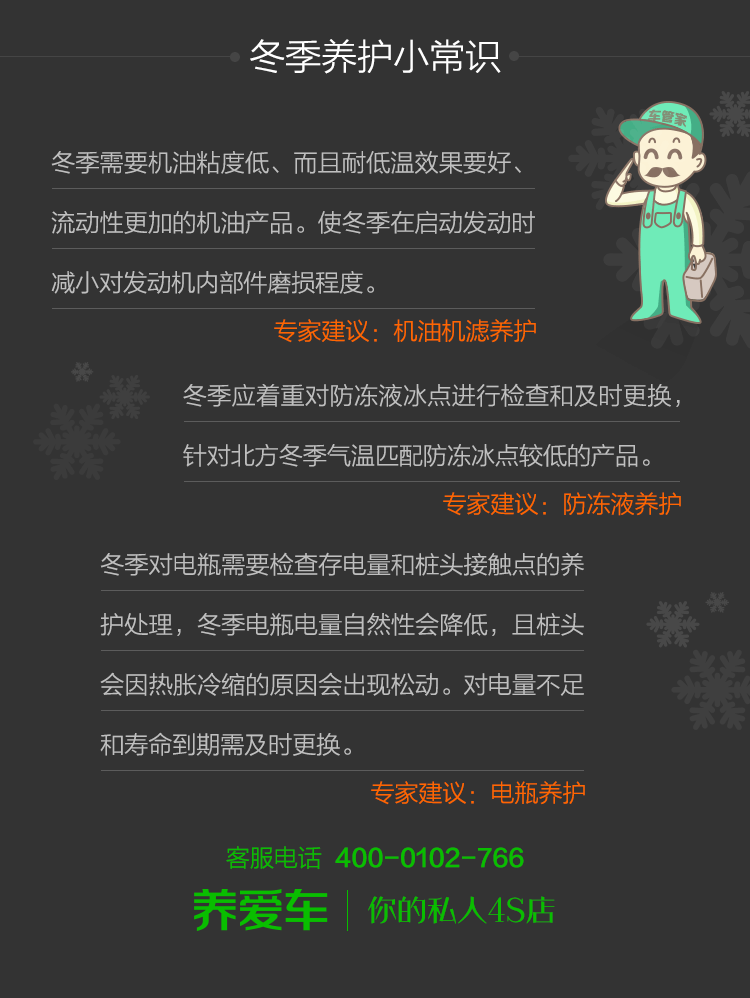 冬季养护小常识
车管家
冬季需要机油粘度低、而且耐低温效果要好、
流动性更加的机油产品。使冬季在启动发动时
减小对发动机内部件磨损程度。
专家建议：机油机滤养护
冬季应着重对防冻液冰点进行检查和及时更换，
针对北方冬季气温匹配防冻冰点较低的产品。
专家建议：防冻液养护
冬季对电瓶需要检查存电量和桩头接触点的养
护处理，冬季电瓶电量自然性会降低，且桩头
会因热胀冷缩的原因会出现松动。对电量不足
和寿命到期需及时更换。
专家建议：电瓶养护
客服电话 400-0102-766
养爱车 你的私人4S店